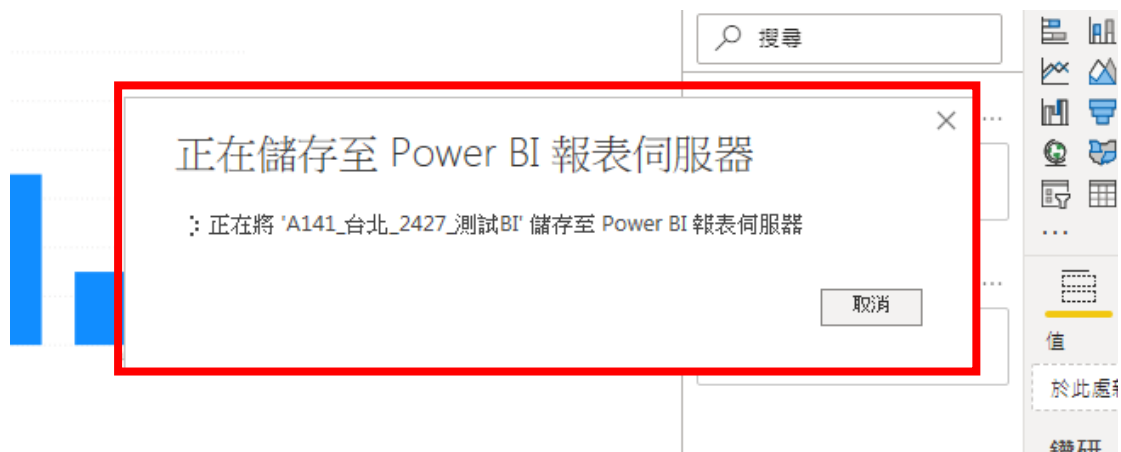 搜尋
正在儲存至 Power BI 報表伺服器
正在將 'A141_台北_2427_測試BI' 儲存至 Power BI 報表伺服器
取消
值
於此處
鑽研